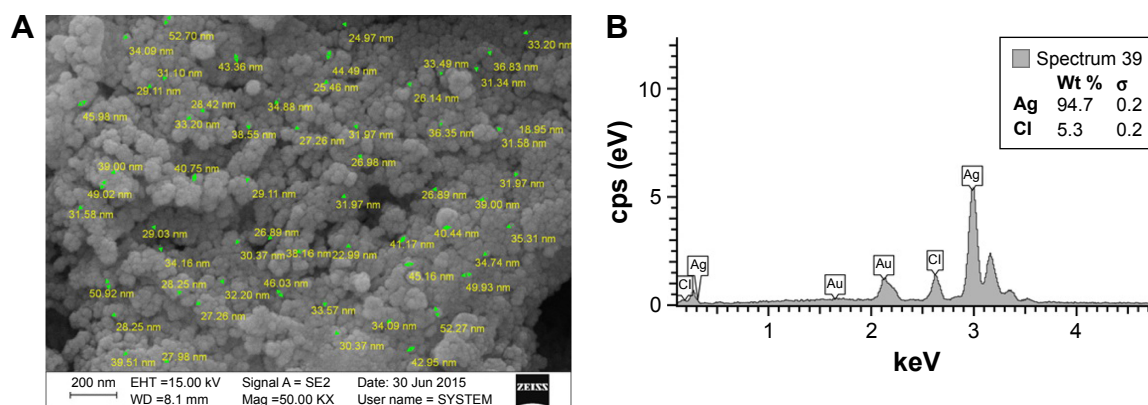 A
52.70 nm
24.97 nm
33.20 nm
34.09 nm
36.83 nm
43.36 nm
44.49 nm
33.49 nm
31.10 nm
31.34 nm
29.11 nm
25.46 nm
26.14 nm
45.98 nm
28.42 nm
34.88 nm
33.20 nm
38.55 nm
27.26 nm
31.97 nm
36.35 nm
18.95 nm
31.58 nm
26.98 nm
39.00 nm
40.75 nm
31.97 nm
49.02 nm
29.11 nm
26.89 nm
31.97 nm
39.00 nm
31.58 nm
29.03 nm
26.89 nm
40.44 nm
35.31 nm
41.17 nm
34.16 nm
30.37 nm
38.16 nm
22.99 nm
34.74 nm
45.16 nm
50.92 nm
28.25 nm
32.20 nm
46.03 nm
49.93 nm
27.26 nm
33.57 nm
28.25 nm
34.09 nm
52.27 nm
30.37 nm
39.51 nm
27.98 nm
42.95 nm
200 nm
EHT =15.00 kV
Signal A = SE2
Date: 30 Jun 2015
WD =8.1 mm
Mag =50.00 KX
User name = SYSTEM
ZEISS
B
Spectrum 39
Wt % σ
Ag 94.7 0.2
Cl 5.3 0.2
cps (eV)
10
5
0
Cl
Ag
Au
Au
Cl
Ag
1 2 3 4
keV